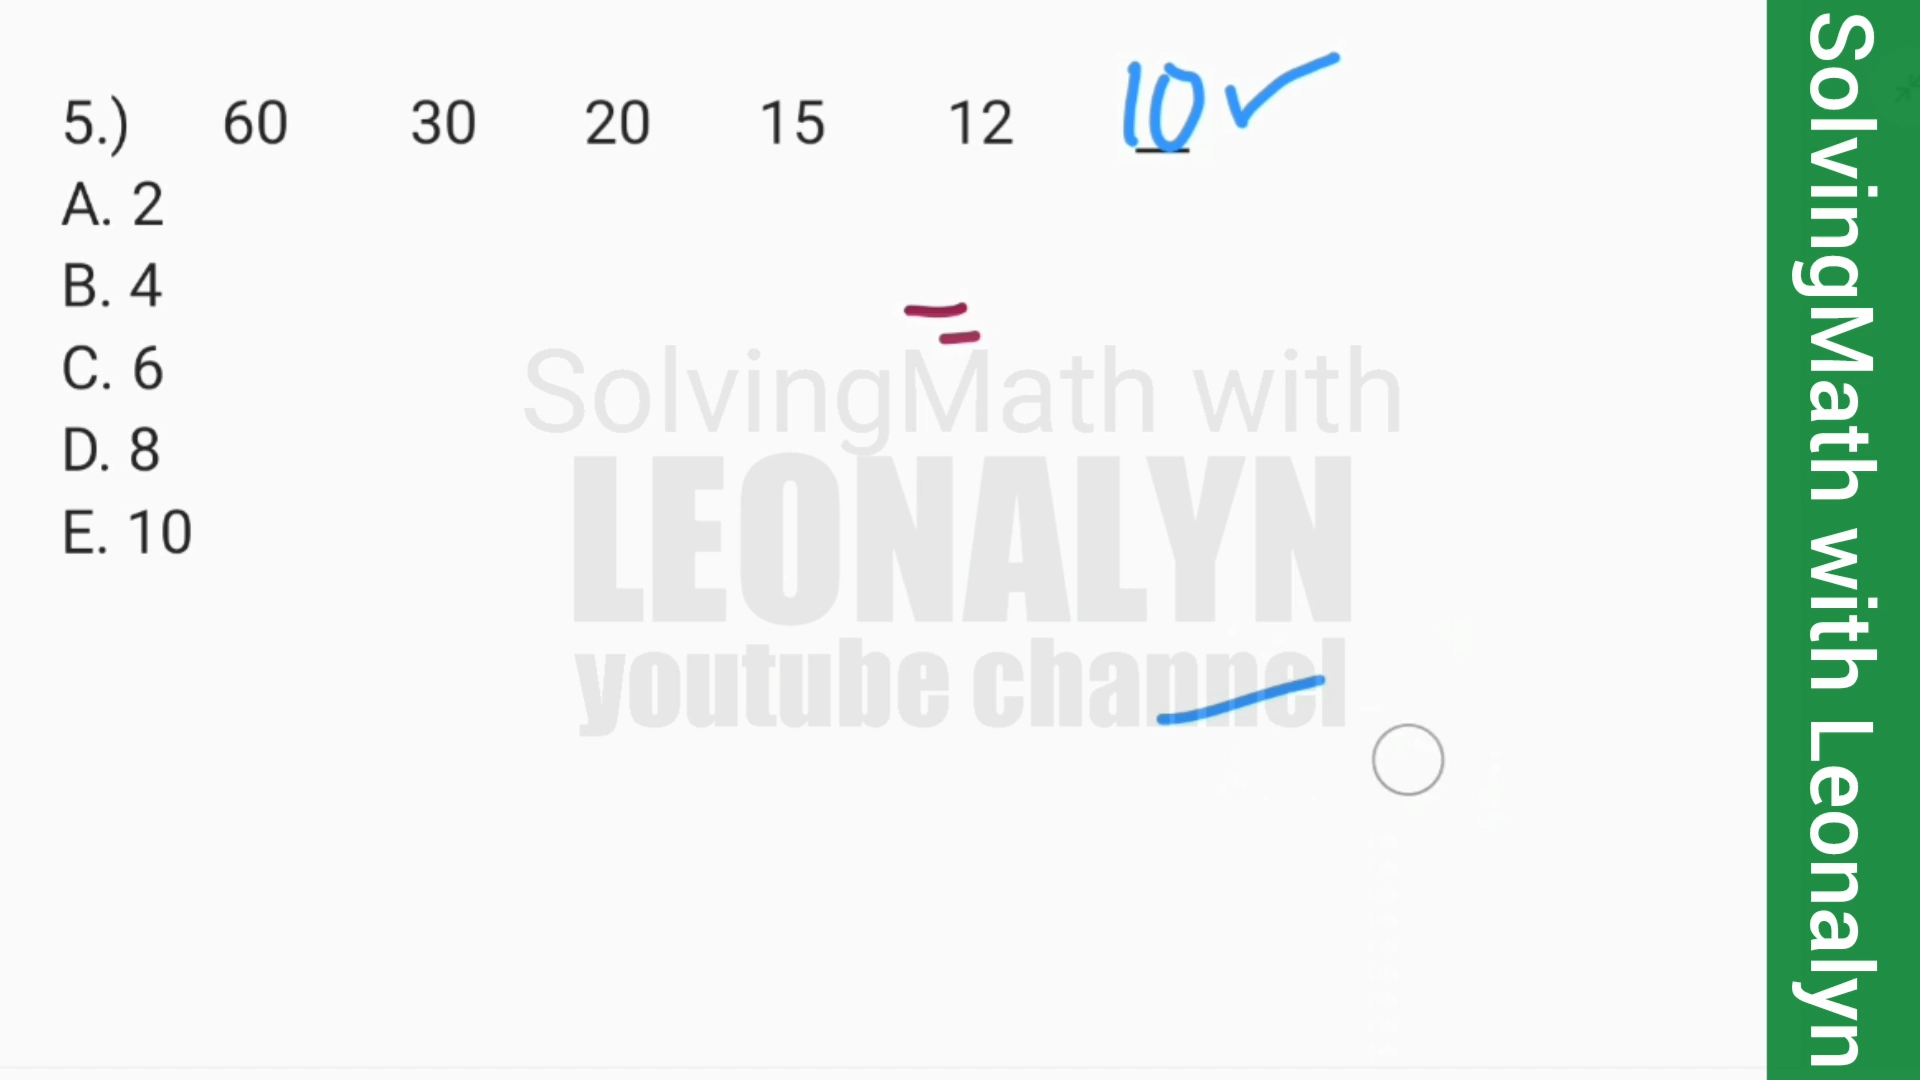 5.) 60 30 20 15 12 10
A. 2
B. 4
C. 6
D. 8
E. 10
SolvingMath with
LEONALYN
youtube channel
SolvingMath with Leonalyn